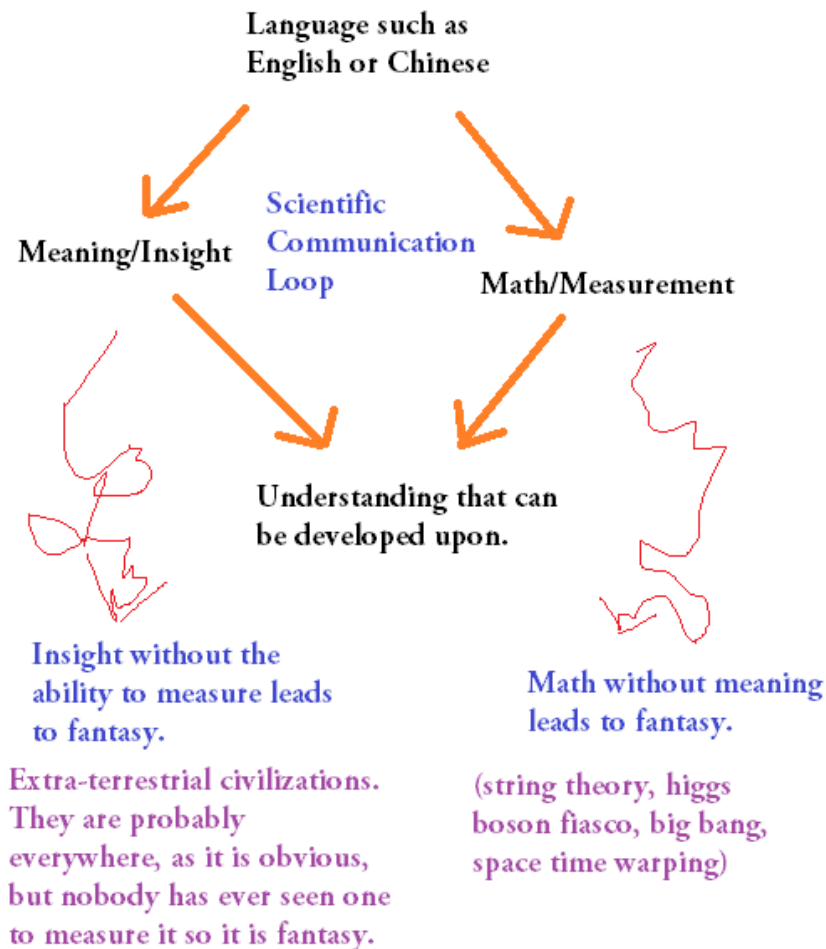 Language such as
English or Chinese
Scientific
Communication
Loop
Meaning/Insight
Math/Measurement
Understanding that can
be developed upon.
Insight without the
ability to measure leads
to fantasy.
Math without meaning
leads to fantasy.
Extra-terrestrial civilizations.
They are probably
everywhere, as it is obvious,
but nobody has ever seen one
to measure it so it is fantasy.
(string theory, higgs
boson fiasco, big bang,
space time warping)